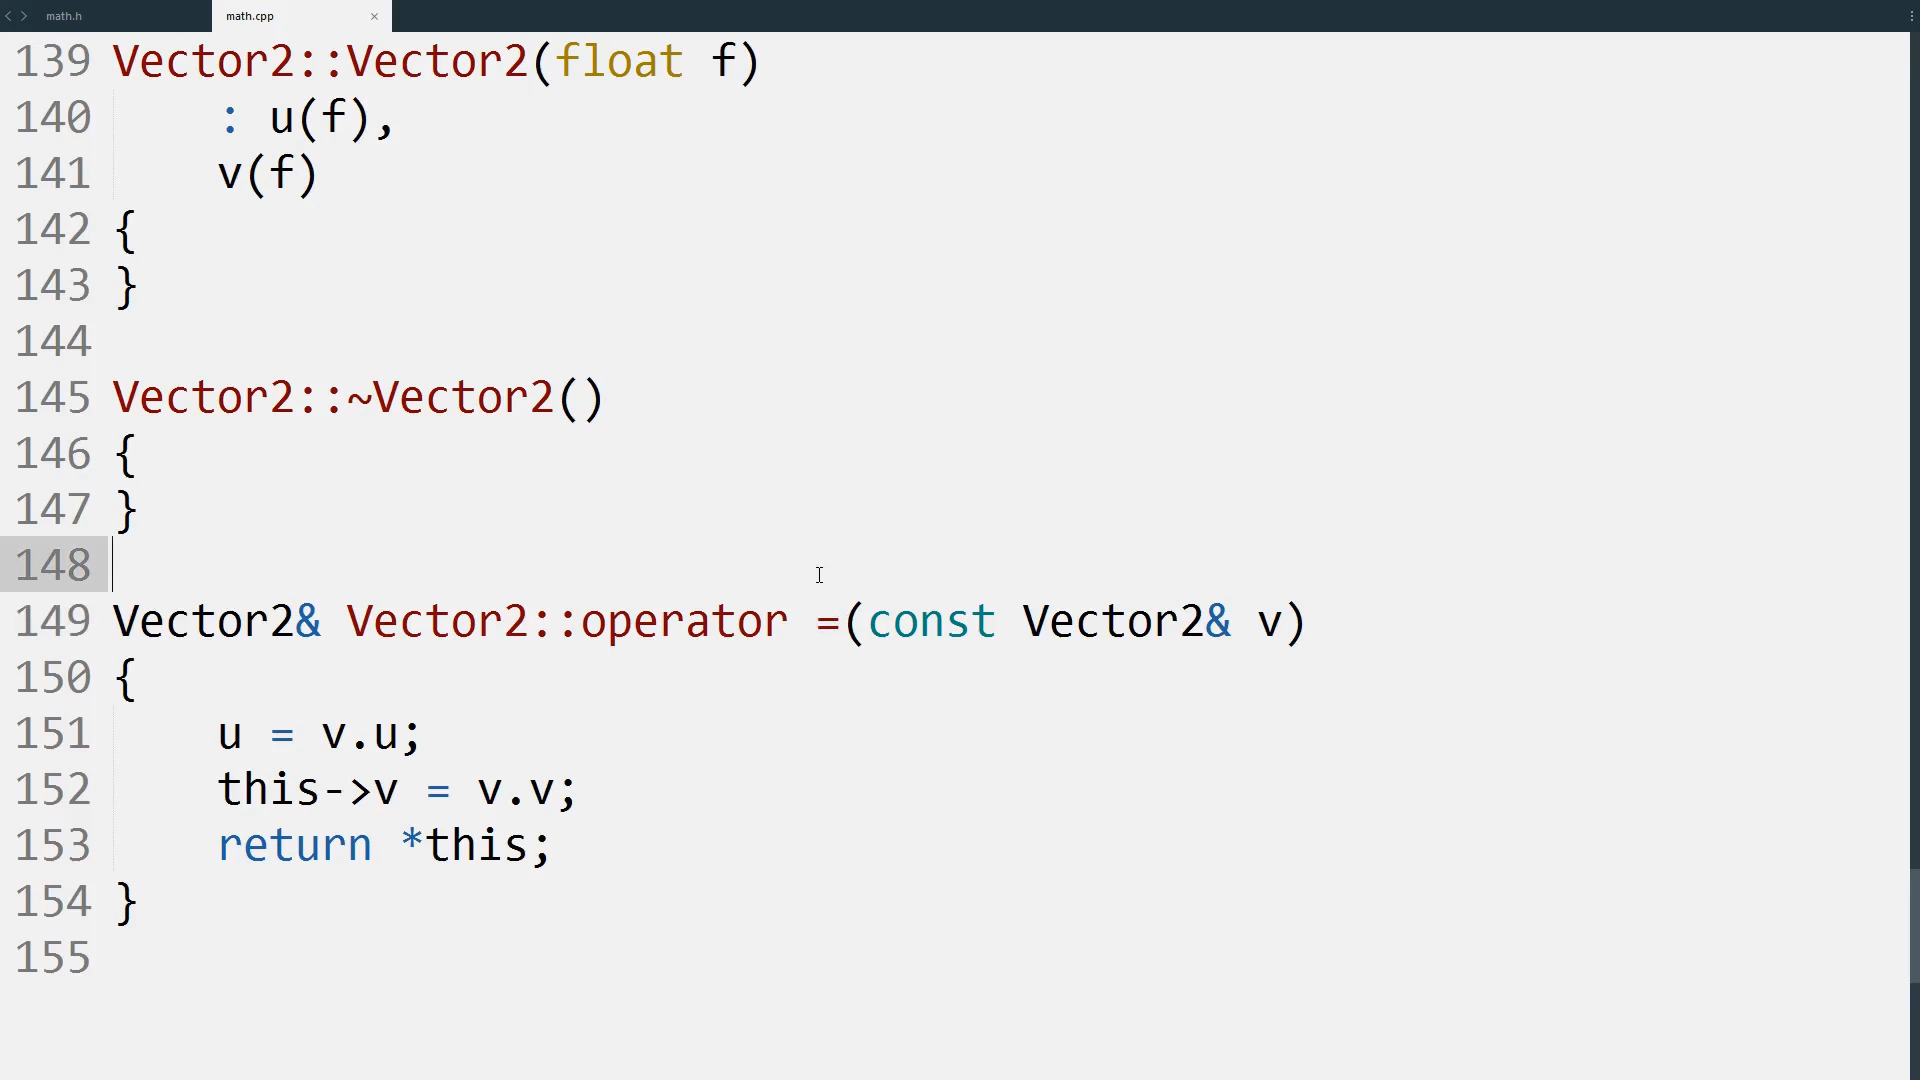 math.h
math.cpp
139 Vector2::Vector2(float f)
140 : u(f),
141 v(f)
142 {
143 }
144
145 Vector2::~Vector2()
146 {
147 }
148
149 Vector2& Vector2::operator =(const Vector2& v)
150 {
151 u = v.u;
152 this->v = v.v;
153 return *this;
154 }
155